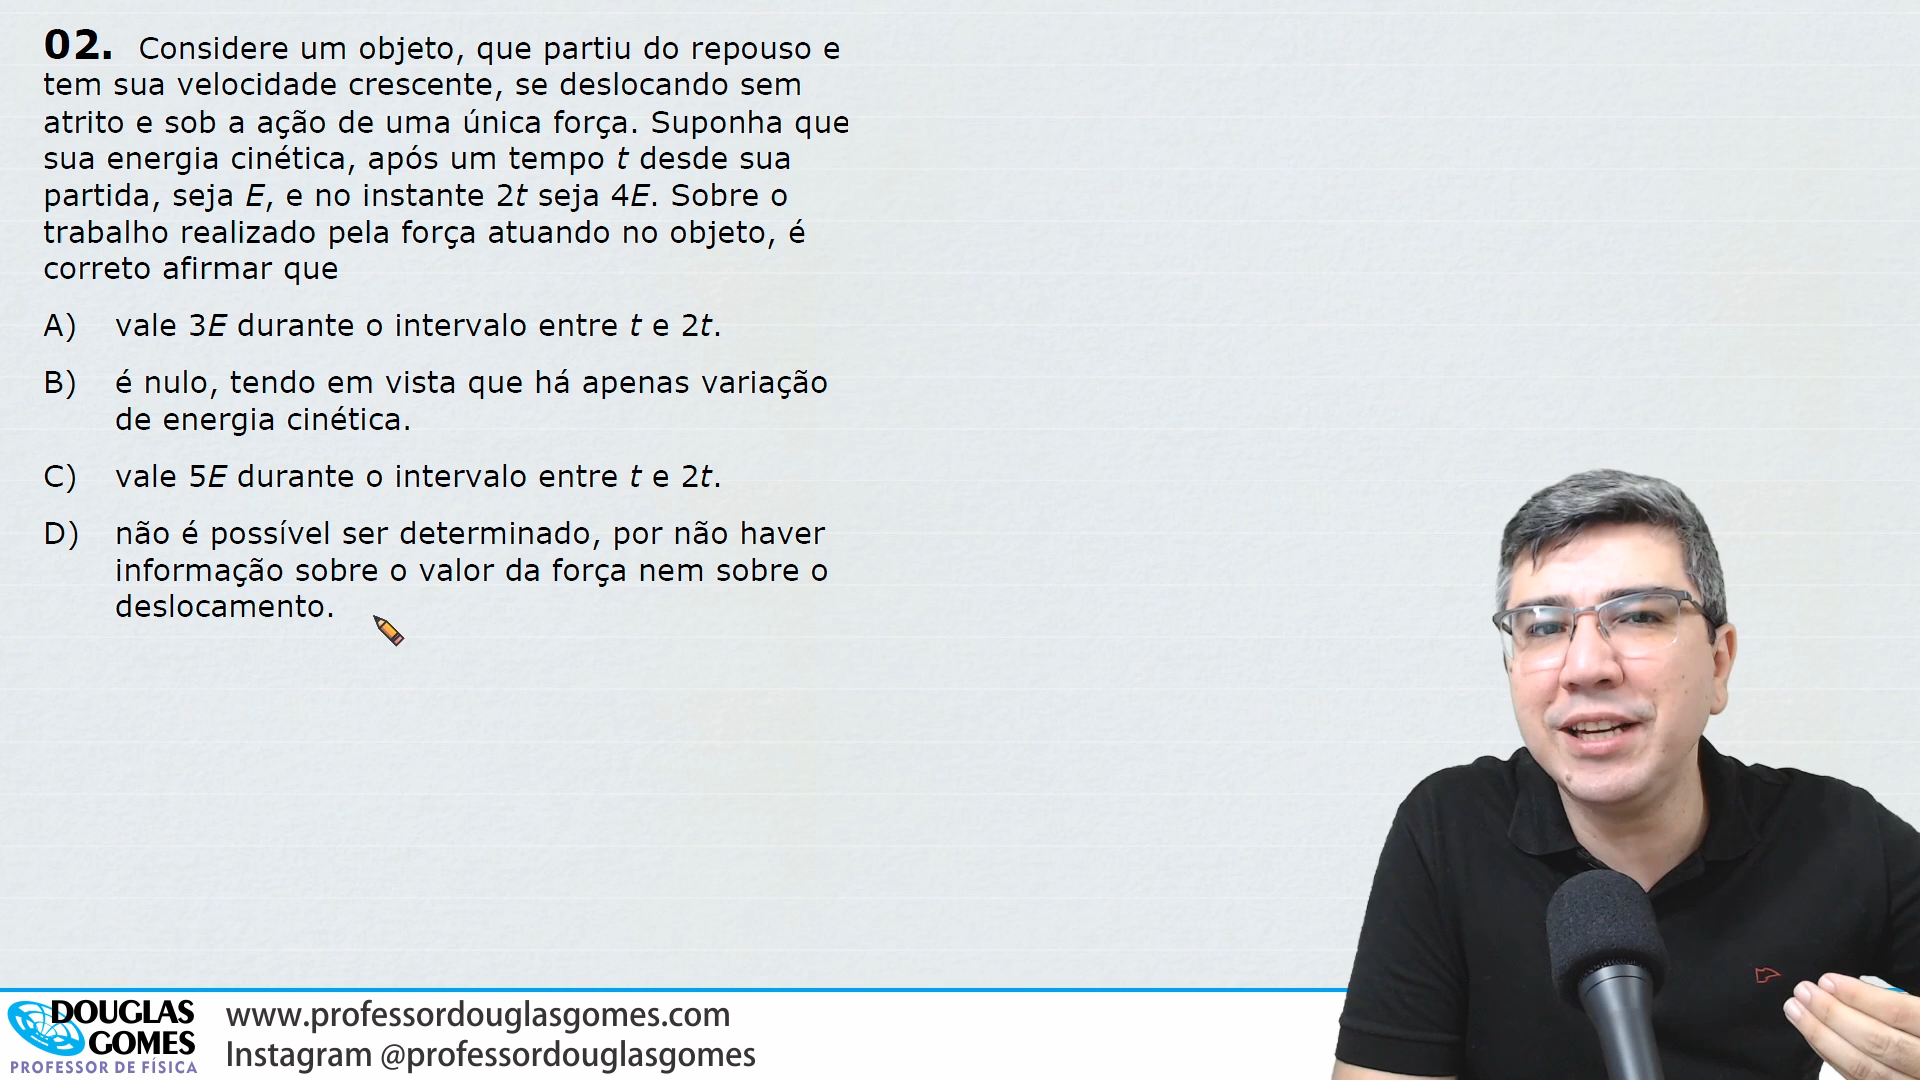 02. Considere um objeto, que partiu do repouso e
tem sua velocidade crescente, se deslocando sem
atrito e sob a ação de uma única força. Suponha que
sua energia cinética, após um tempo t desde sua
partida, seja E, e no instante 2t seja 4E. Sobre o
trabalho realizado pela força atuando no objeto, é
correto afirmar que
A) vale 3E durante o intervalo entre t e 2t.
B) é nulo, tendo em vista que há apenas variação
de energia cinética.
C) vale 5E durante o intervalo entre t e 2t.
D) não é possível ser determinado, por não haver
informação sobre o valor da força nem sobre o
deslocamento.
DOUGLAS
GOMES
PROFESSOR DE FÍSICA
www.professordouglasgomes.com
Instagram @professordouglasgomes